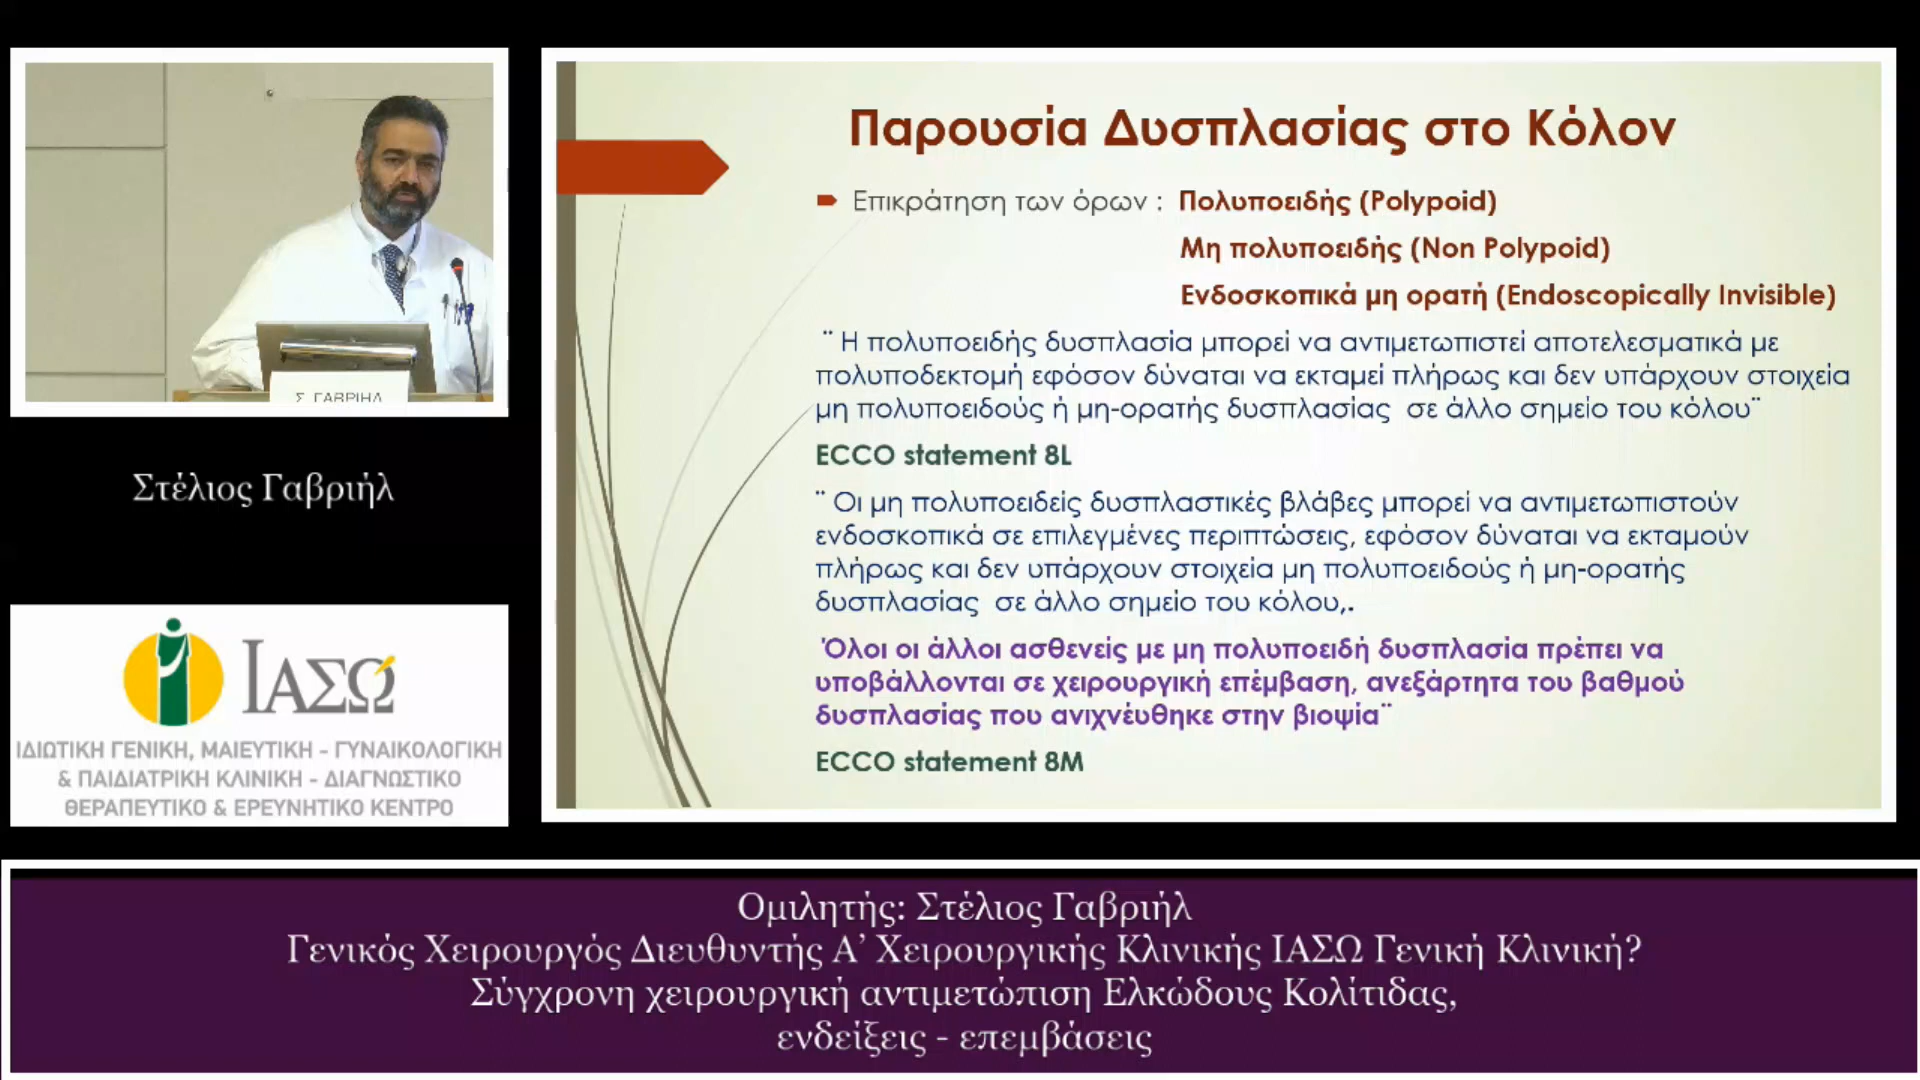 Σ. ΓΑΒΡΙΗΛ
Στέλιος Γαβριήλ
ΙΑΣΩ
ΙΔΙΩΤΙΚΗ ΓΕΝΙΚΗ, ΜΑΙΕΥΤΙΚΗ - ΓΥΝΑΙΚΟΛΟΓΙΚΗ
& ΠΑΙΔΙΑΤΡΙΚΗ ΚΛΙΝΙΚΗ - ΔΙΑΓΝΩΣΤΙΚΟ
ΘΕΡΑΠΕΥΤΙΚΟ & ΕΡΕΥΝΗΤΙΚΟ ΚΕΝΤΡΟ
Παρουσία Δυσπλασίας στο Κόλον
Επικράτηση των όρων : Πολυποειδής (Polypoid)
Μη πολυποειδής (Non Polypoid)
Ενδοσκοπικά μη ορατή (Endoscopically Invisible)
¨ Η πολυποειδής δυσπλασία μπορεί να αντιμετωπιστεί αποτελεσματικά με
πολυποδεκτομή εφόσον δύναται να εκταμεί πλήρως και δεν υπάρχουν στοιχεία
μη πολυποειδούς ή μη-ορατής δυσπλασίας σε άλλο σημείο του κόλου¨
ECCO statement 8L
¨ Οι μη πολυποειδείς δυσπλαστικές βλάβες μπορεί να αντιμετωπιστούν
ενδοσκοπικά σε επιλεγμένες περιπτώσεις, εφόσον δύναται να εκταμούν
πλήρως και δεν υπάρχουν στοιχεία μη πολυποειδούς ή μη-ορατής
δυσπλασίας σε άλλο σημείο του κόλου,.
Όλοι οι άλλοι ασθενείς με μη πολυποειδή δυσπλασία πρέπει να
υποβάλλονται σε χειρουργική επέμβαση, ανεξάρτητα του βαθμού
δυσπλασίας που ανιχνέυθηκε στην βιοψία¨
ECCO statement 8M
Ομιλητής: Στέλιος Γαβριήλ
Γενικός Χειρουργός Διευθυντής Α’ Χειρουργικής Κλινικής ΙΑΣΩ Γενική Κλινική?
Σύγχρονη χειρουργική αντιμετώπιση Ελκώδους Κολίτιδας,
ενδείξεις - επεμβάσεις